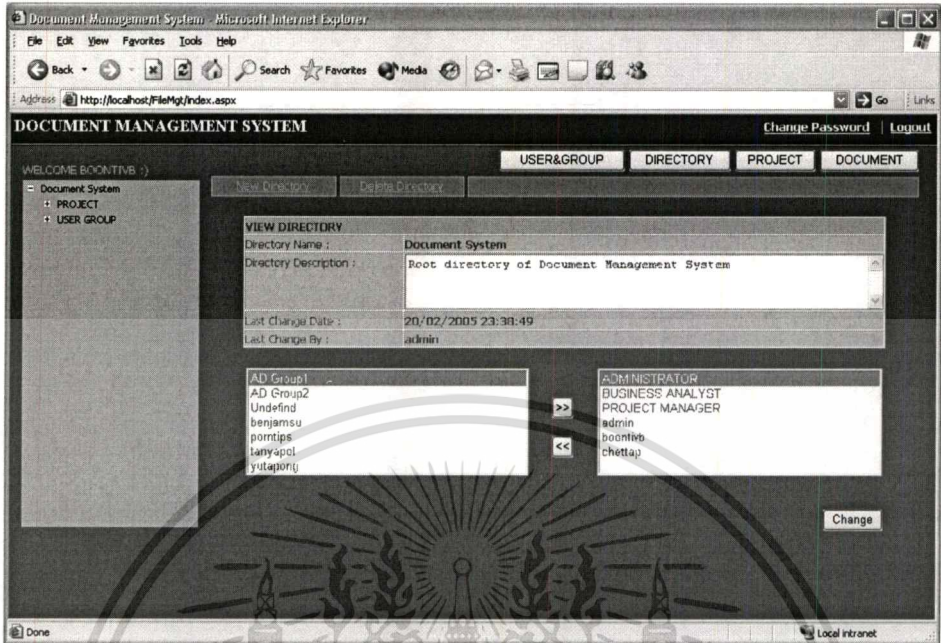 Document Management System - Microsoft Internet Explorer
File Edit View Favorites Tools Help
Back Search Favorites Media
Address http://localhost/FileMgt/index.aspx Go Links
DOCUMENT MANAGEMENT SYSTEM Change Password | Logout
WELCOME BOONTIVB :) USER&GROUP DIRECTORY PROJECT DOCUMENT
New Directory Delete Directory
Document System
PROJECT
USER GROUP
VIEW DIRECTORY
Directory Name : Document System
Directory Description : Root directory of Document Management System
Last Change Date : 20/02/2005 23:38:49
Last Change By : admin
AD Group1
AD Group2
Undefind
benjamsu
porntips
tanyapol
yutaponj
>>
<<
ADMINISTRATOR
BUSINESS ANALYST
PROJECT MANAGER
admin
boontivb
chettap
Change
Done Local intranet